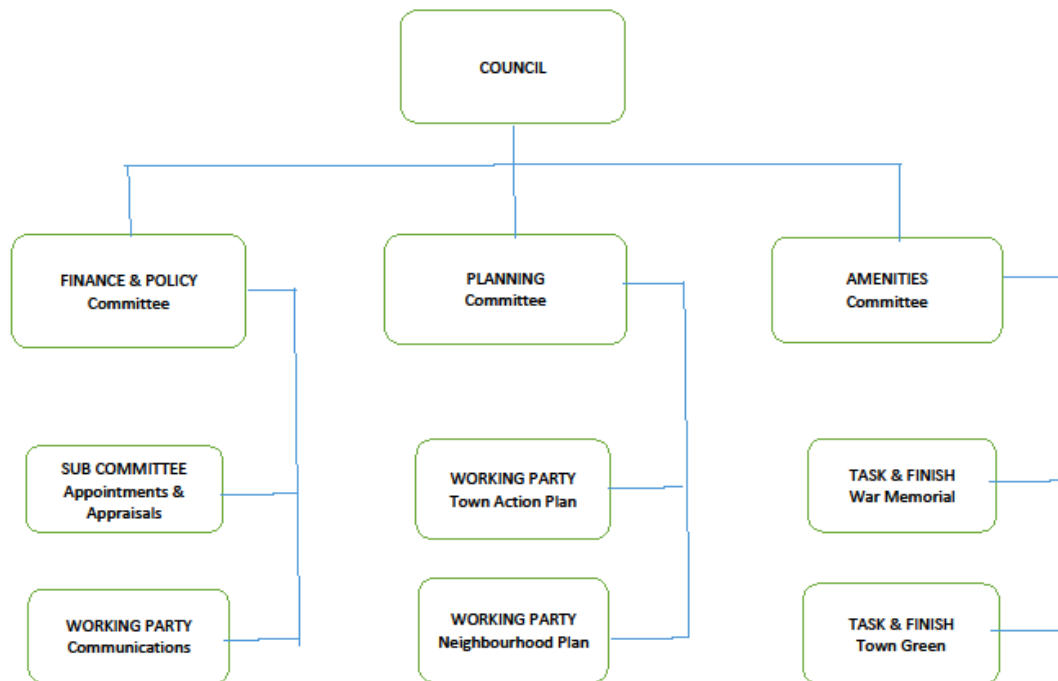 COUNCIL
FINANCE & POLICY
Committee
PLANNING
Committee
AMENITIES
Committee
SUB COMMITTEE
Appointments &
Appraisals
WORKING PARTY
Town Action Plan
TASK & FINISH
War Memorial
WORKING PARTY
Communications
WORKING PARTY
Neighbourhood Plan
TASK & FINISH
Town Green